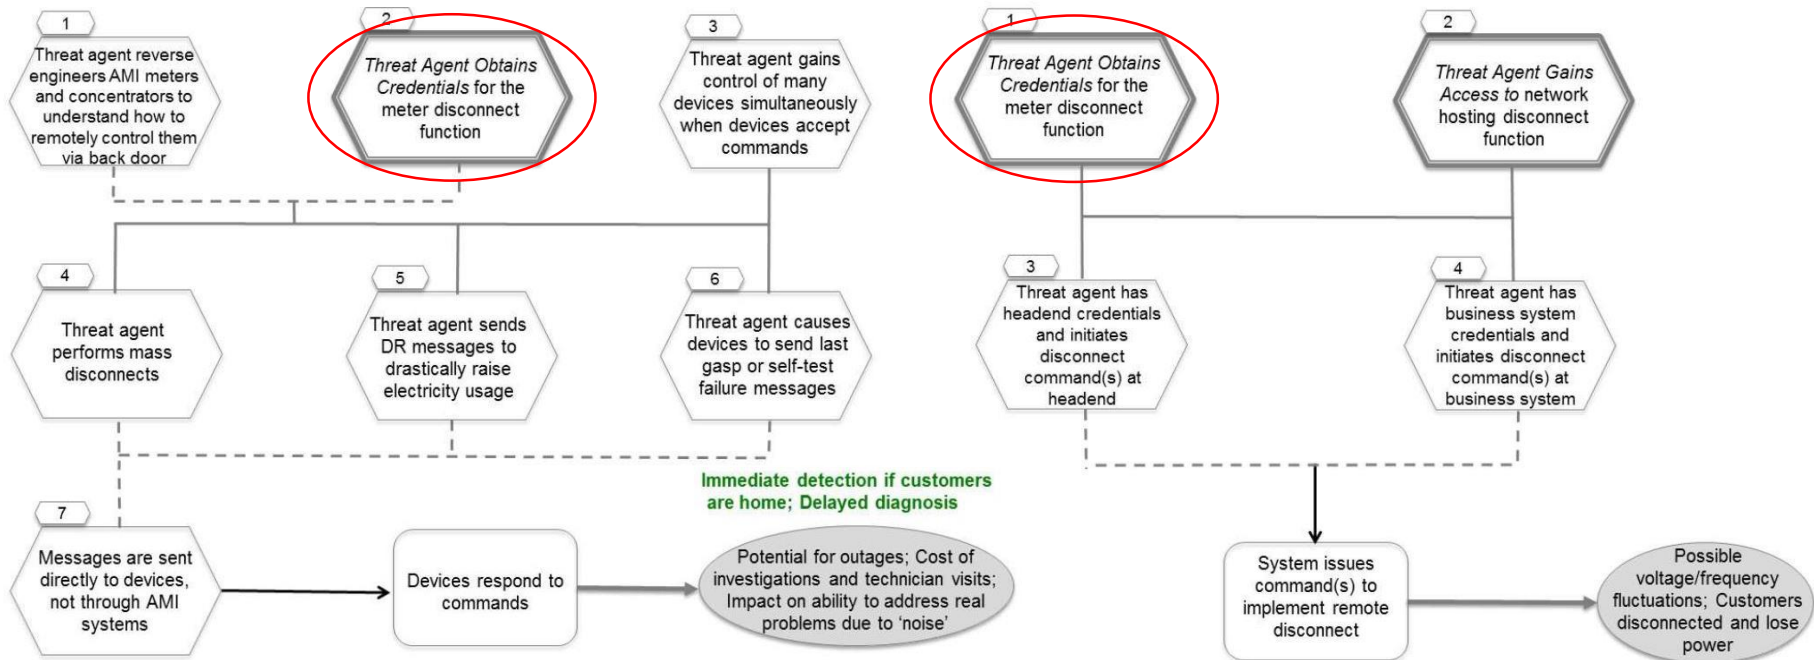 1
Threat agent reverse
engineers AMI meters
and concentrators to
understand how to
remotely control them
via back door
2
Threat Agent Obtains
Credentials for the
meter disconnect
function
3
Threat agent gains
control of many
devices simultaneously
when devices accept
commands
4
Threat agent
performs mass
disconnects
5
Threat agent sends
DR messages to
drastically raise
electricity usage
6
Threat agent causes
devices to send last
gasp or self-test
failure messages
7
Messages are sent
directly to devices,
not through AMI
systems
Devices respond to
commands
Immediate detection if customers
are home; Delayed diagnosis
Potential for outages; Cost of
investigations and technician visits;
Impact on ability to address real
problems due to ‘noise’
1
Threat Agent Obtains
Credentials for the
meter disconnect
function
2
Threat Agent Gains
Access to network
hosting disconnect
function
3
Threat agent has
headend credentials
and initiates
disconnect
command(s) at
headend
4
Threat agent has
business system
credentials and
initiates disconnect
command(s) at
business system
System issues
command(s) to
implement remote
disconnect
Possible
voltage/frequency
fluctuations; Customers
disconnected and lose
power